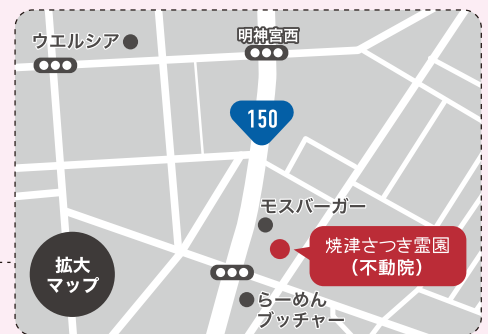 ウエルシア
明神宮西
150
モスバーガー
焼津さつき霊園
（不動院）
拡大
マップ
らーめん
ブッチャー